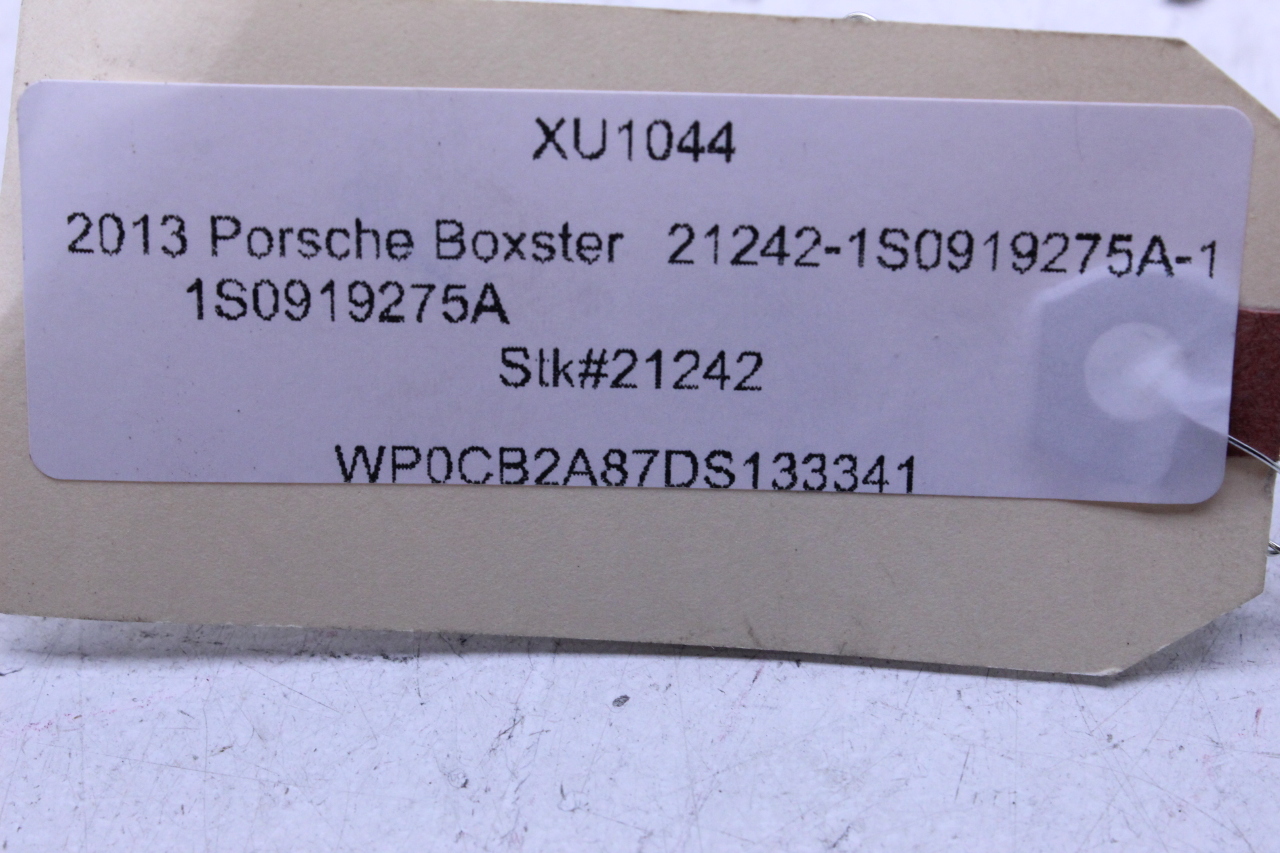 XU1044
2013 Porsche Boxster 21242-1S0919275A-1
1S0919275A
Stk#21242
WP0CB2A87DS133341